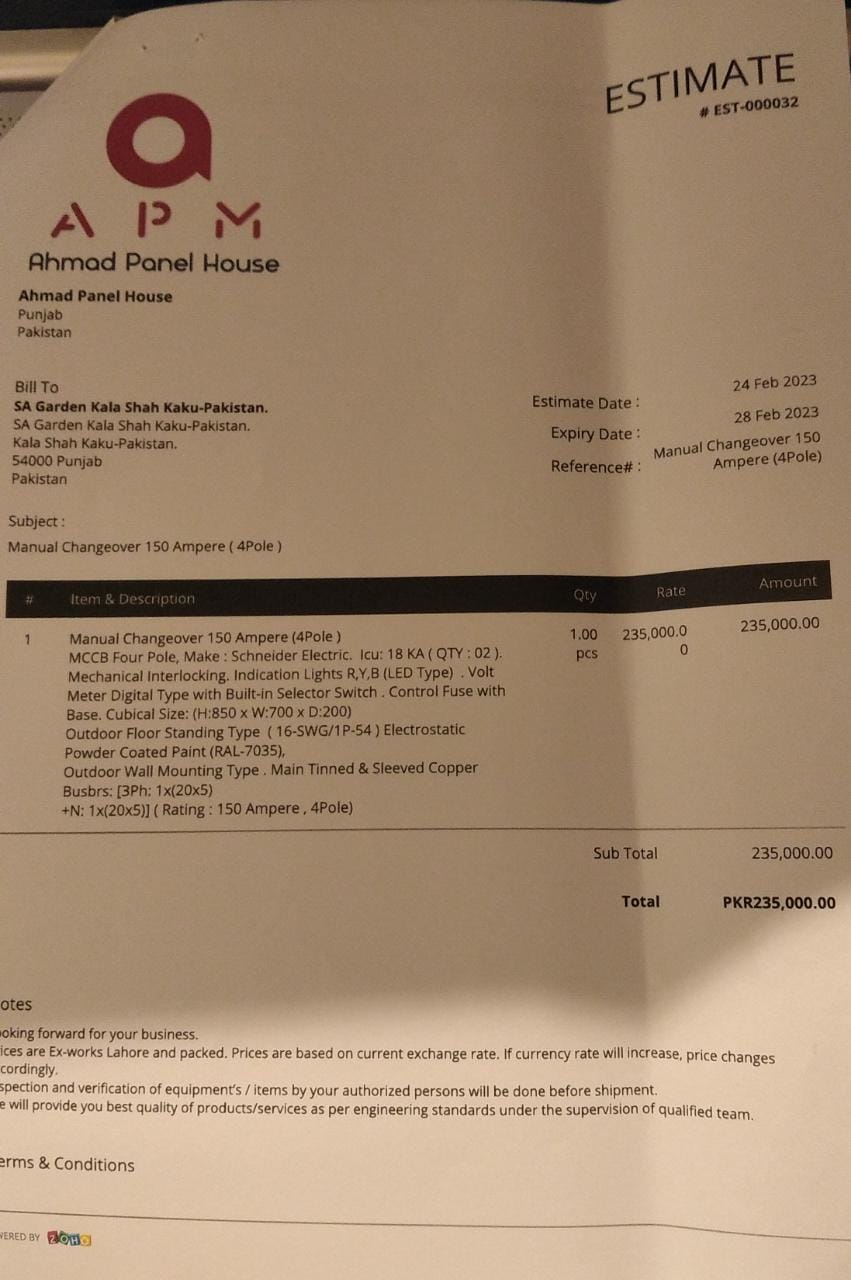 ESTIMATE
# EST-000032
APM
Ahmad Panel House
Ahmad Panel House
Punjab
Pakistan
Bill To
SA Garden Kala Shah Kaku-Pakistan.
SA Garden Kala Shah Kaku-Pakistan.
Kala Shah Kaku-Pakistan.
54000 Punjab
Pakistan
Estimate Date : 24 Feb 2023
Expiry Date : 28 Feb 2023
Reference# : Manual Changeover 150
Ampere (4Pole)
Subject :
Manual Changeover 150 Ampere ( 4Pole )
# Item & Description Qty Rate Amount
1 Manual Changeover 150 Ampere (4Pole ) 1.00 235,000.0 235,000.00
MCCB Four Pole, Make : Schneider Electric. Icu: 18 KA ( QTY : 02 ). pcs 0
Mechanical Interlocking. Indication Lights R,Y,B (LED Type) . Volt
Meter Digital Type with Built-in Selector Switch . Control Fuse with
Base. Cubical Size: (H:850 x W:700 x D:200)
Outdoor Floor Standing Type ( 16-SWG/1P-54 ) Electrostatic
Powder Coated Paint (RAL-7035),
Outdoor Wall Mounting Type . Main Tinned & Sleeved Copper
Busbrs: [3Ph: 1x(20x5)
+N: 1x(20x5)] ( Rating : 150 Ampere , 4Pole)
Sub Total 235,000.00
Total PKR235,000.00
otes
ooking forward for your business.
ices are Ex-works Lahore and packed. Prices are based on current exchange rate. If currency rate will increase, price changes
cordingly.
spection and verification of equipment's / items by your authorized persons will be done before shipment.
e will provide you best quality of products/services as per engineering standards under the supervision of qualified team.
erms & Conditions
WERED BY ZOHO